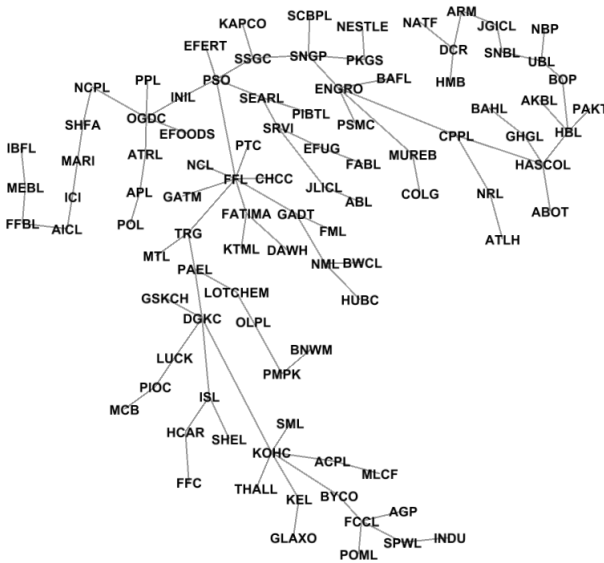 ARM
SCBPL
KAPCO
NESTLE
NATF
JGICL
NBP
EFERT
DCR
SNBL
UBL
SSGC
SNGP
PKGS
PPL
PSO
BAFL
HMB
BOP
NCPL
INIL
ENGRO
SEARL
AKBL
PAKT
PIBTL
BAHL
OGDC
PSMC
SHFA
EFOODS
SRVI
CPPL
GHGL
HBL
IBFL
PTC
EFUG
MUREB
MARI
ATRL
NCL
FABL
HASCOL
FFL
CHCC
MEBL
JLICL
ICI
APL
GATM
COLG
NRL
ABL
ABOT
FATIMA
GADT
FFBL
AICL
POL
TRG
FML
ATLH
MTL
KTML
DAWH
NML
BWCL
PAEL
GSKCH
LOTCHEM
HUBC
DGKC
OLPL
BNWM
LUCK
PMPK
PIOC
ISL
MCB
SML
HCAR
SHEL
KOHC
ACPL
MLCF
FFC
THALL
KEL
BYCO
AGP
FCCL
GLAXO
SPWL
INDU
POML